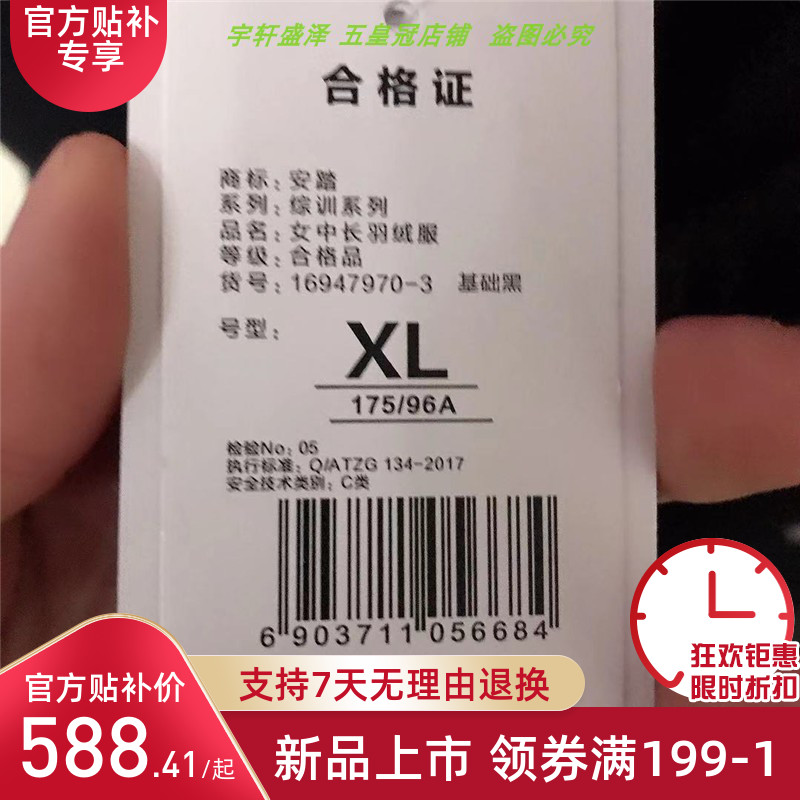 官方贴补
专享
宇轩盛泽 五皇冠店铺 盗图必究
合格证
商标：安踏
系列：综训系列
品名：女中长羽绒服
等级：合格品
货号：16947970-3 基础黑
号型：
XL
175/96A
检验No：05
执行标准：Q/ATZG 134-2017
安全技术类别：C类
6 903711 056684
狂欢钜惠
限时折扣
官方贴补价
588.41/起
支持7天无理由退换
新品上市 领券满199-1